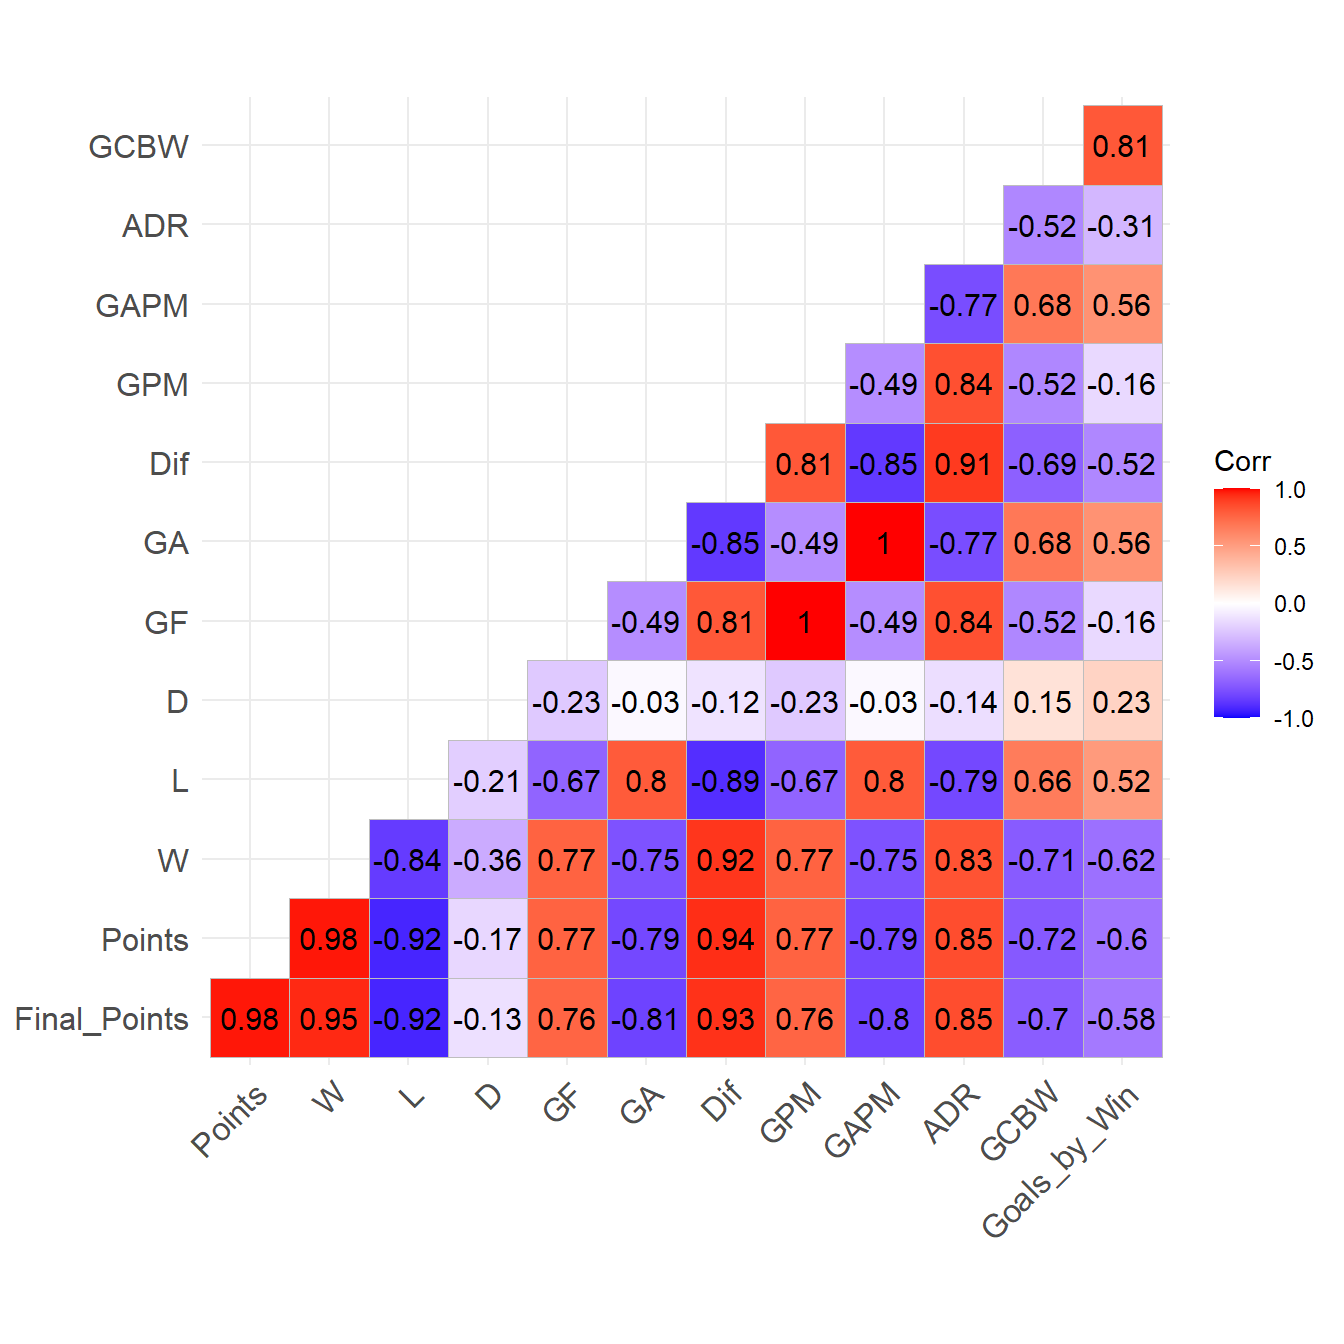 GCBW 0.81
ADR -0.52 -0.31
GAPM -0.77 0.68 0.56
GPM -0.49 0.84 -0.52 -0.16
Dif 0.81 -0.85 0.91 -0.69 -0.52
GA -0.85 -0.49 1 -0.77 0.68 0.56
GF -0.49 0.81 1 -0.49 0.84 -0.52 -0.16
D -0.23 -0.03 -0.12 -0.23 -0.03 -0.14 0.15 0.23
L -0.21 -0.67 0.8 -0.89 -0.67 0.8 -0.79 0.66 0.52
W -0.84 -0.36 0.77 -0.75 0.92 0.77 -0.75 0.83 -0.71 -0.62
Points 0.98 -0.92 -0.17 0.77 -0.79 0.94 0.77 -0.79 0.85 -0.72 -0.6
Final_Points 0.98 0.95 -0.92 -0.13 0.76 -0.81 0.93 0.76 -0.8 0.85 -0.7 -0.58
Points W L D GF GA Dif GPM GAPM ADR GCBW Goals_by_Win
Corr
1.0
0.5
0.0
-0.5
-1.0